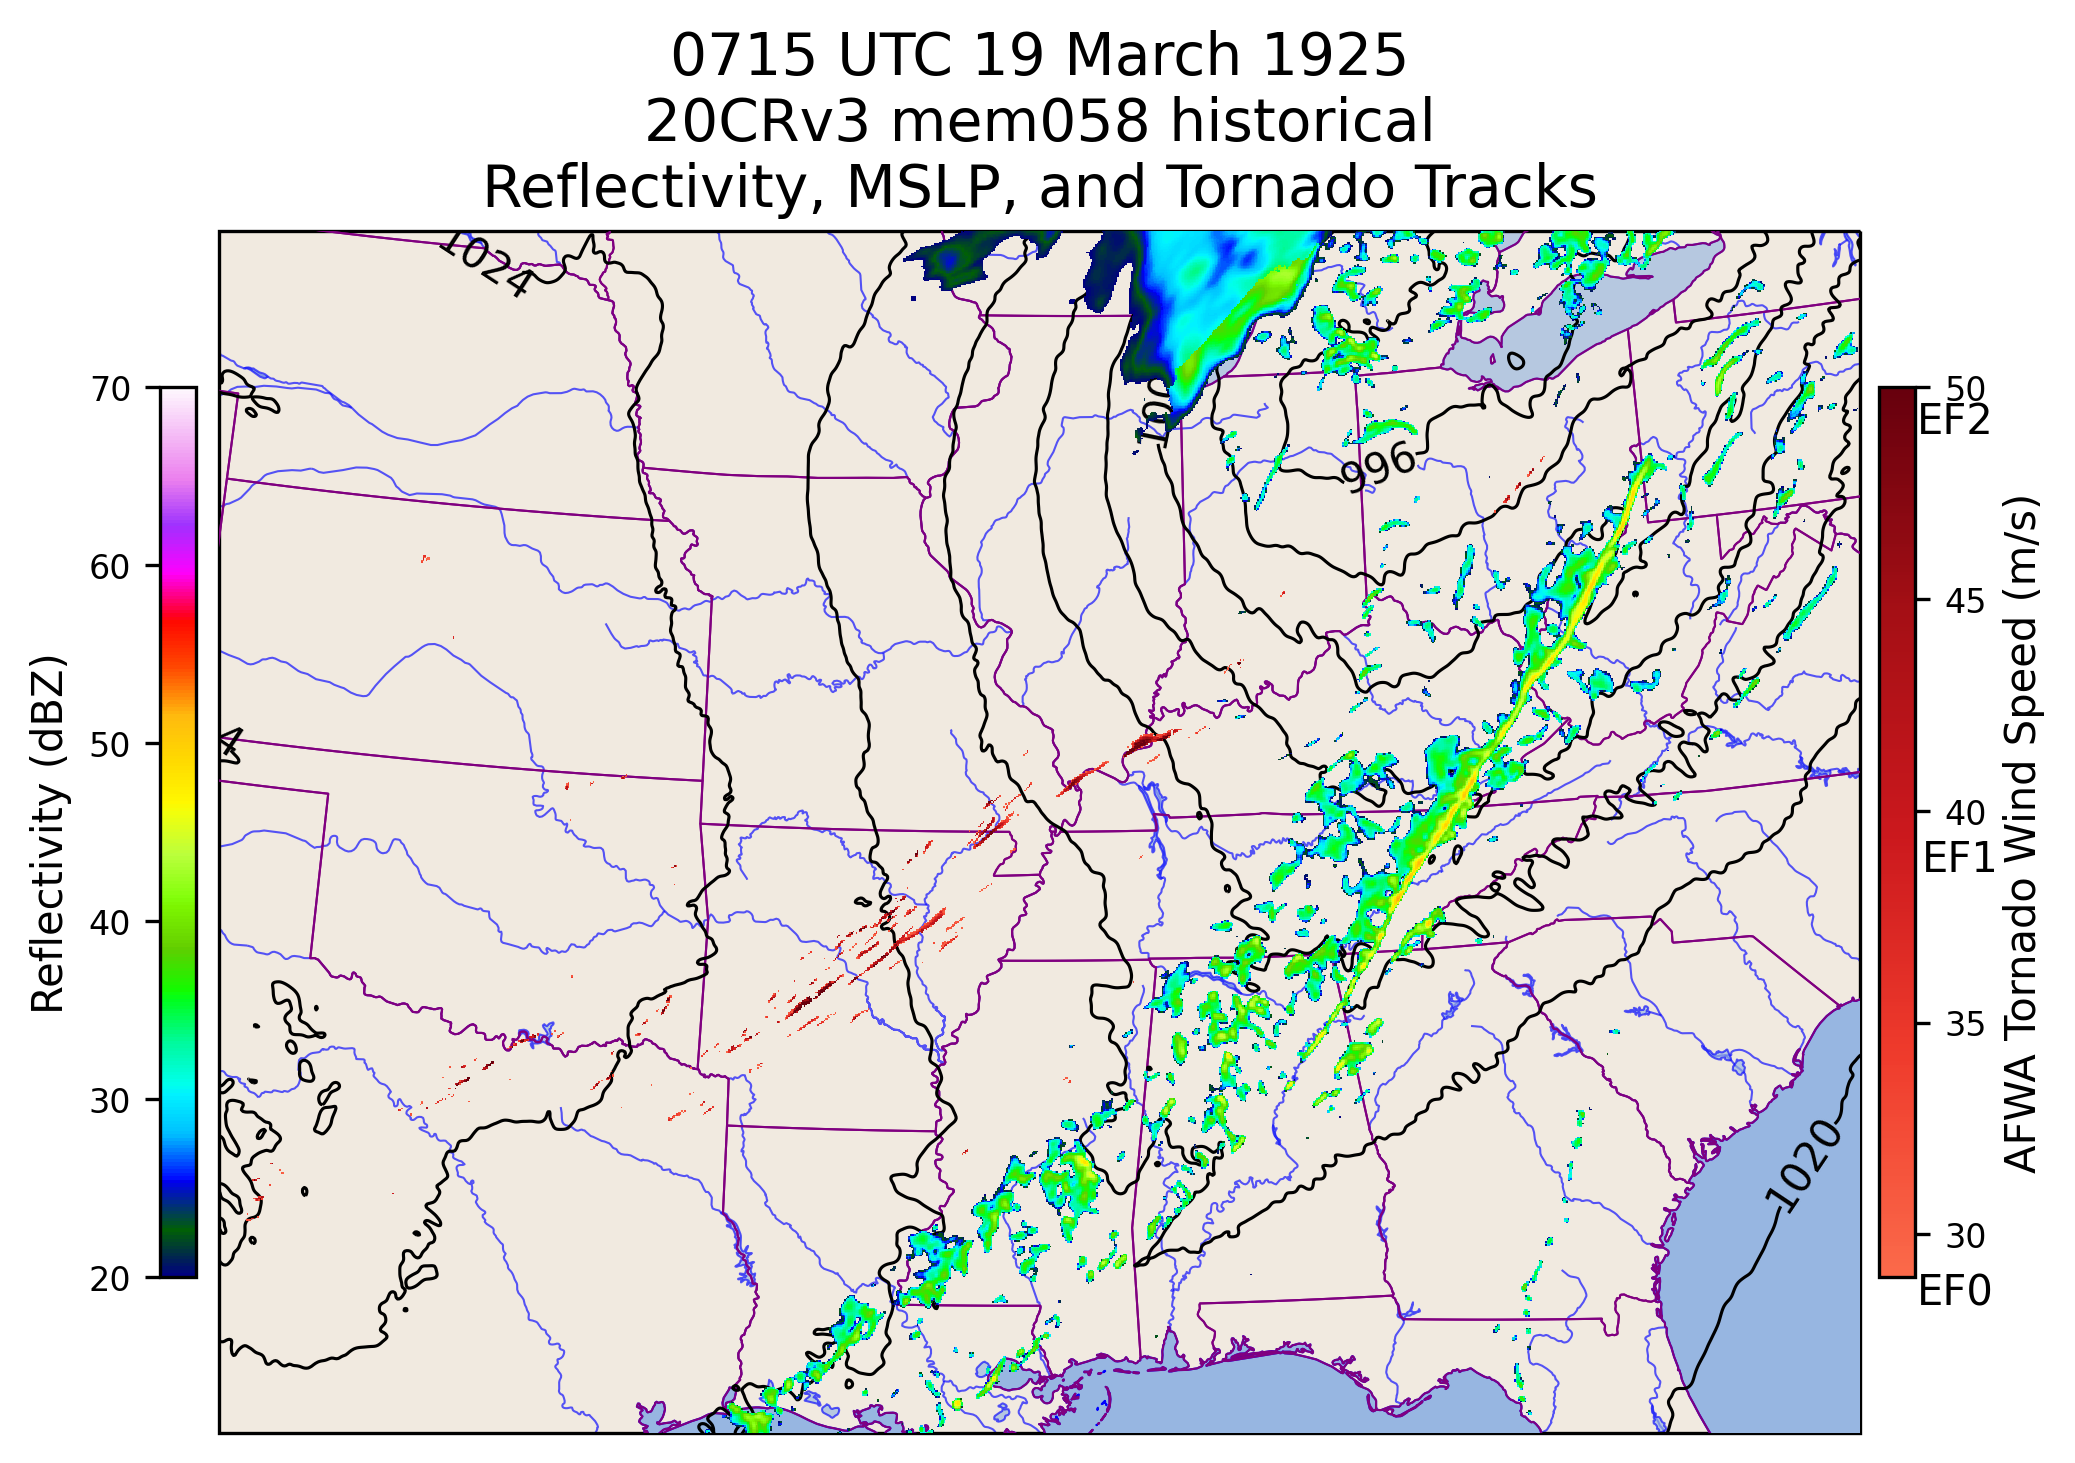 0715 UTC 19 March 1925
20CRv3 mem058 historical
Reflectivity, MSLP, and Tornado Tracks
1024
996
1020
4
70
60
50
40
30
20
Reflectivity (dBZ)
50
EF2
45
40
EF1
35
30
EF0
AFWA Tornado Wind Speed (m/s)